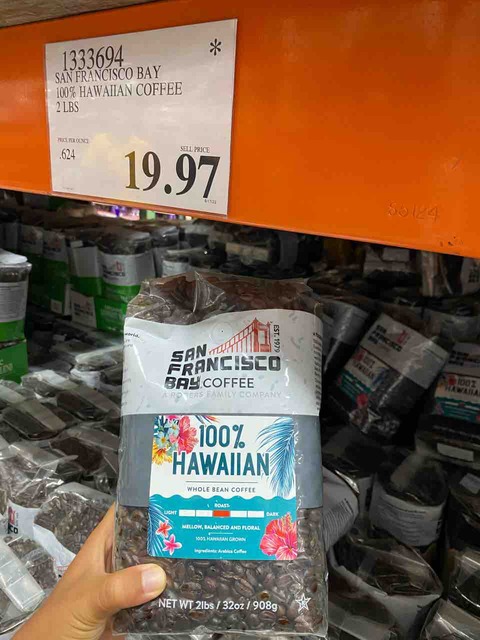 1333694 *
SAN FRANCISCO BAY
100% HAWAIIAN COFFEE
2 LBS
PRICE PER OUNCE
.624
SELL PRICE
19.97
SAN
FRANCISCO
BAY COFFEE
EST. 1979
A ROGERS FAMILY COMPANY
100%
HAWAIIAN
WHOLE BEAN COFFEE
ROAST:
LIGHT DARK
MELLOW, BALANCED AND FLORAL
100% HAWAIIAN GROWN
Ingredients: Arabica Coffee
NET WT 2lbs / 32oz / 908g
100%
HAWAIIAN